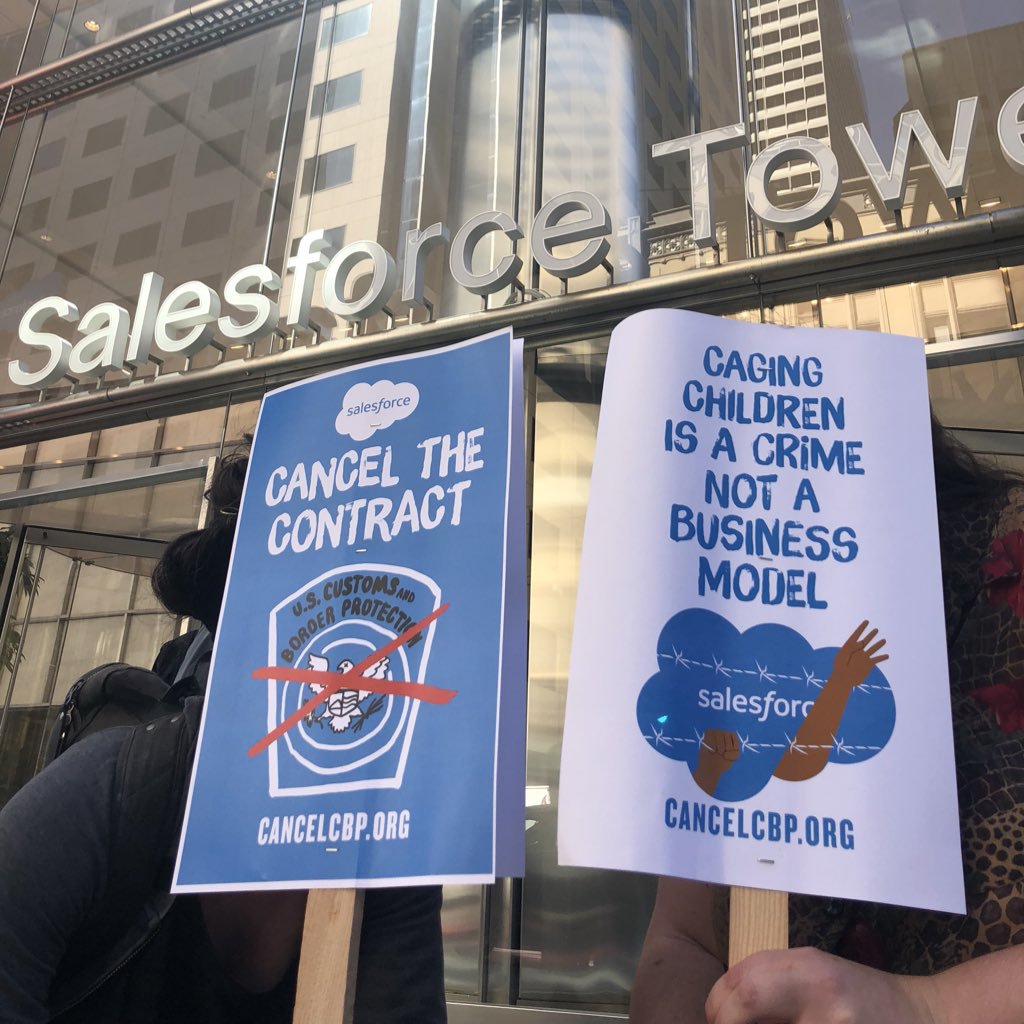 Salesforce Towe
salesforce
CANCEL THE
CONTRACT
U.S. CUSTOMS AND
BORDER PROTECTION
CANCELCBP.ORG
CAGING
CHILDREN
IS A CRIME
NOT A
BUSINESS
MODEL
salesforc
CANCELCBP.ORG